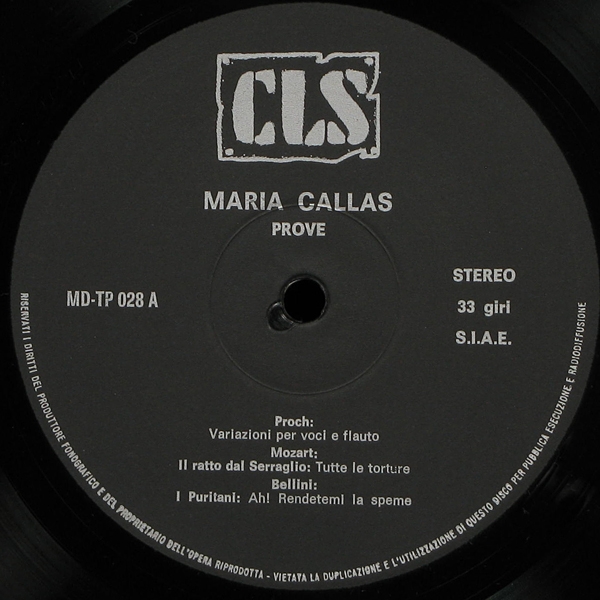 CLS
MARIA CALLAS
PROVE
MD-TP 028 A
STEREO
33 giri
S.I.A.E.
Proch:
Variazioni per voci e flauto
Mozart:
Il ratto dal Serraglio: Tutte le torture
Bellini:
I Puritani: Ah! Rendetemi la speme
RISERVATI I DIRITTI DEL PRODUTTORE FONOGRAFICO E DEL PROPRIETARIO DELL'OPERA RIPRODOTTA - VIETATA LA DUPLICAZIONE E L'UTILIZZAZIONE DI QUESTO DISCO PER PUBBLICA ESECUZIONE E RADIODIFFUSIONE